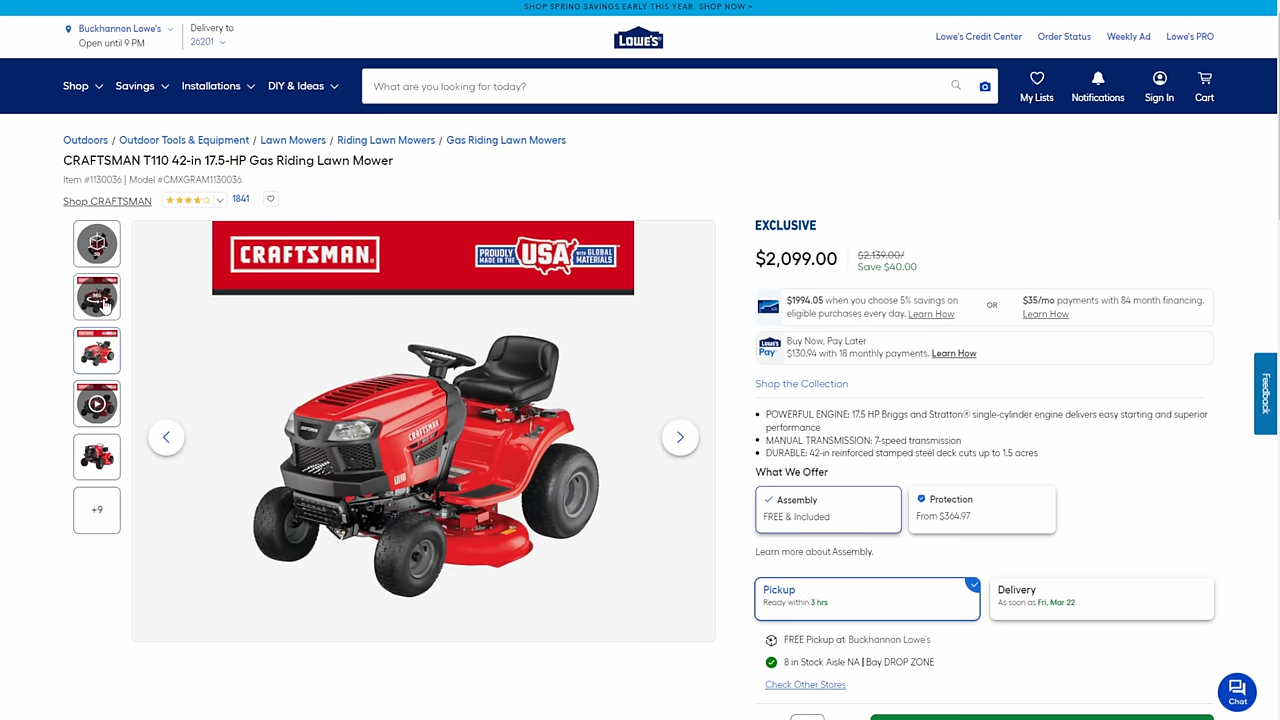 SHOP SPRING SAVINGS EARLY THIS YEAR. SHOP NOW >
Buckhannon Lowe's
Open until 9 PM
Delivery to
26201
LOWE'S
Lowe's Credit Center
Order Status
Weekly Ad
Lowe's PRO
Shop
Savings
Installations
DIY & Ideas
What are you looking for today?
My Lists
Notifications
Sign In
Cart
Outdoors / Outdoor Tools & Equipment / Lawn Mowers / Riding Lawn Mowers / Gas Riding Lawn Mowers
CRAFTSMAN T110 42-in 17.5-HP Gas Riding Lawn Mower
Item #1130036 | Model #CMXGRAM1130036
Shop CRAFTSMAN
1841
+9
CRAFTSMAN
PROUDLY MADE IN THE USA WITH GLOBAL MATERIALS
CRAFTSMAN
EXCLUSIVE
$2,099.00
$2,139.00/
Save $40.00
$1994.05 when you choose 5% savings on
eligible purchases every day. Learn How
OR
$35/mo payments with 84 month financing.
Learn How
LOWE'S
Pay
Buy Now, Pay Later
$130.94 with 18 monthly payments. Learn How
Shop the Collection
• POWERFUL ENGINE: 17.5 HP Briggs and Stratton® single-cylinder engine delivers easy starting and superior
performance
• MANUAL TRANSMISSION: 7-speed transmission
• DURABLE: 42-in reinforced stamped steel deck cuts up to 1.5 acres
What We Offer
Assembly
FREE & Included
Protection
From $364.97
Learn more about Assembly.
Pickup
Ready within 3 hrs
Delivery
As soon as Fri, Mar 22
FREE Pickup at Buckhannon Lowe's
8 in Stock Aisle NA | Bay DROP ZONE
Check Other Stores
Feedback
Chat